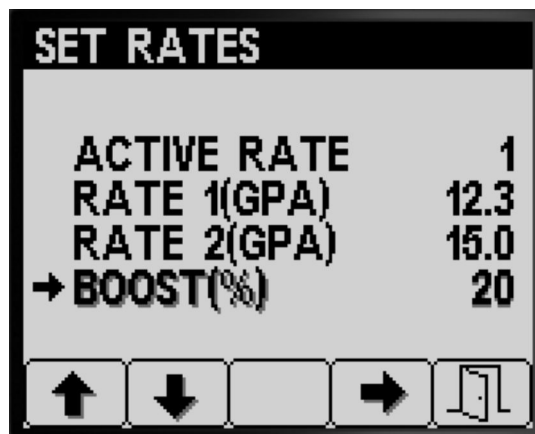 SET RATES
ACTIVE RATE 1
RATE 1(GPA) 12.3
RATE 2(GPA) 15.0
BOOST(%) 20